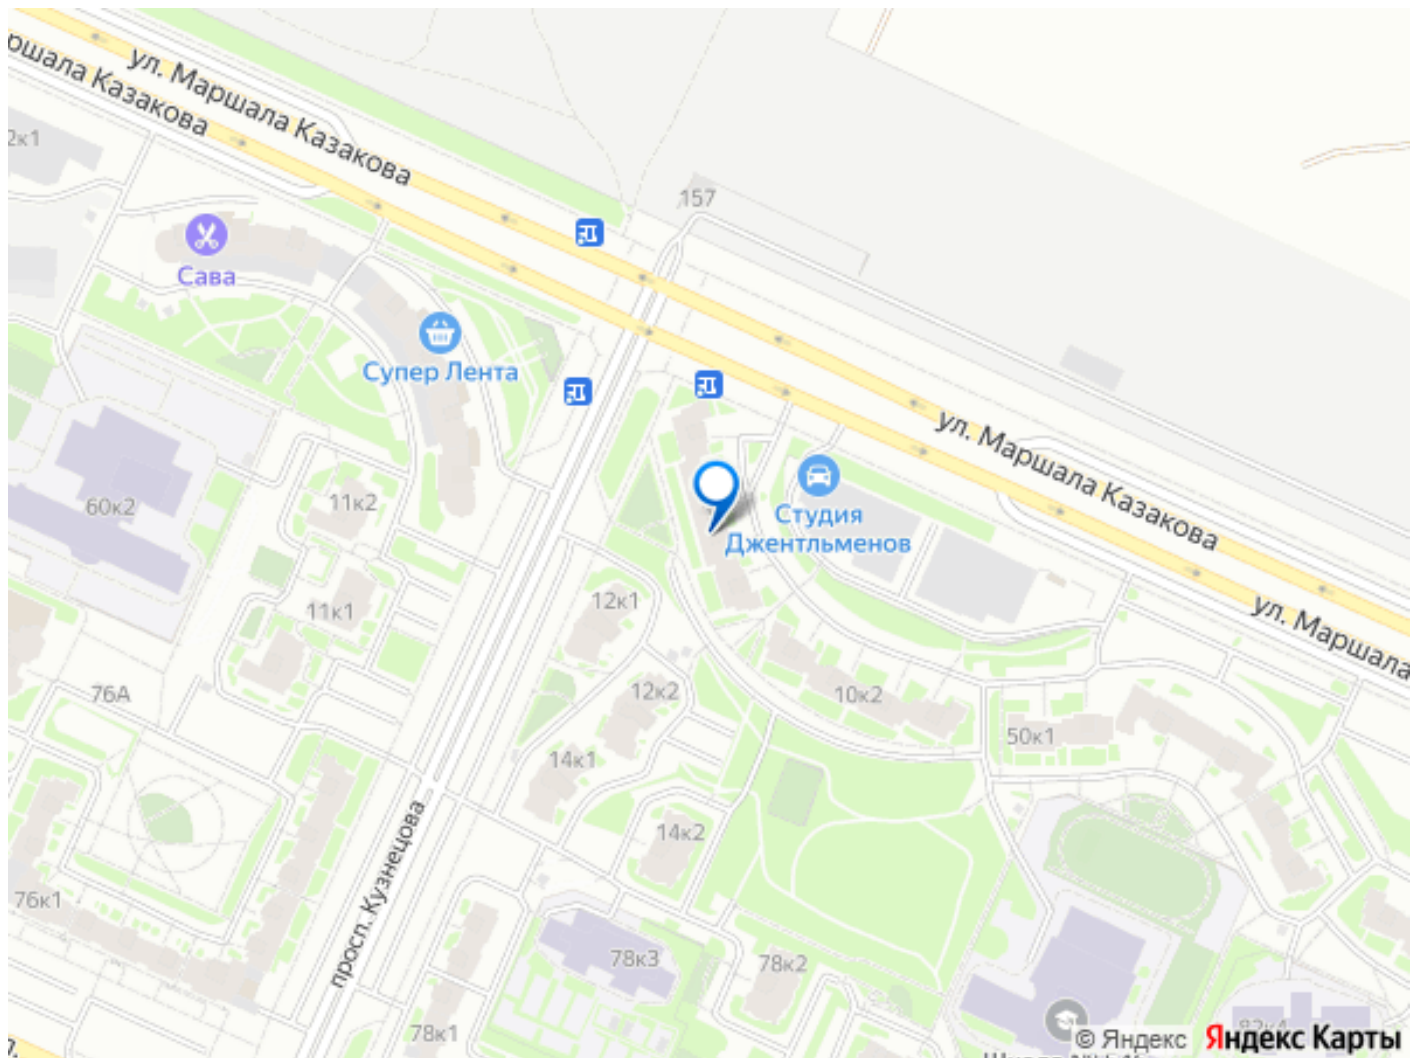 ул. Маршала Казакова
ршала Казакова
2к1
157
Сава
Супер Лента
ул. Маршала Казакова
11к2
60к2
Студия
Джентльменов
11к1
12к1
ул. Маршала
76А
12к2
10к2
50к1
14к1
14к2
просп. Кузнецова
76к1
78к3
78к2
78к1
© Яндекс
Яндекс Карты